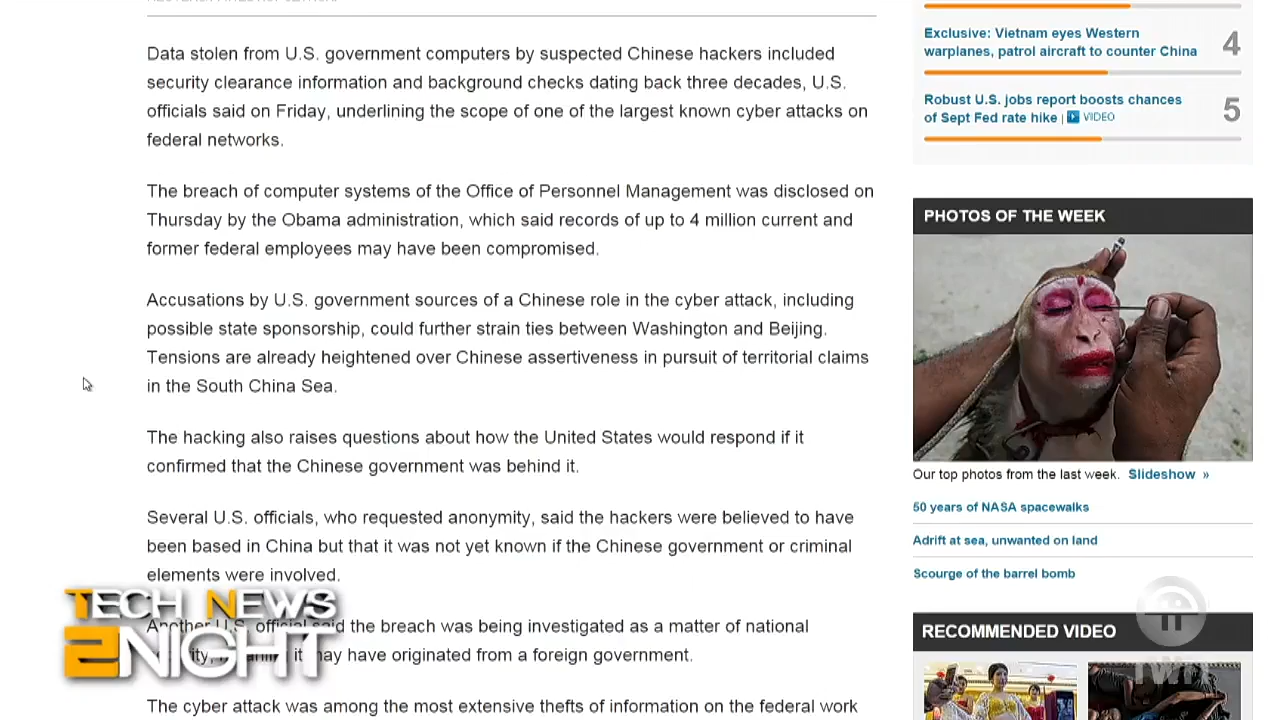 Data stolen from U.S. government computers by suspected Chinese hackers included
security clearance information and background checks dating back three decades, U.S.
officials said on Friday, underlining the scope of one of the largest known cyber attacks on
federal networks.
The breach of computer systems of the Office of Personnel Management was disclosed on
Thursday by the Obama administration, which said records of up to 4 million current and
former federal employees may have been compromised.
Accusations by U.S. government sources of a Chinese role in the cyber attack, including
possible state sponsorship, could further strain ties between Washington and Beijing.
Tensions are already heightened over Chinese assertiveness in pursuit of territorial claims
in the South China Sea.
The hacking also raises questions about how the United States would respond if it
confirmed that the Chinese government was behind it.
Several U.S. officials, who requested anonymity, said the hackers were believed to have
been based in China but that it was not yet known if the Chinese government or criminal
elements were involved.
Another U.S. official said the breach was being investigated as a matter of national
it may have originated from a foreign government.
The cyber attack was among the most extensive thefts of information on the federal work
TECH NEWS
2NIGHT
Exclusive: Vietnam eyes Western
warplanes, patrol aircraft to counter China
4
Robust U.S. jobs report boosts chances
of Sept Fed rate hike | VIDEO
5
PHOTOS OF THE WEEK
Our top photos from the last week. Slideshow »
50 years of NASA spacewalks
Adrift at sea, unwanted on land
Scourge of the barrel bomb
RECOMMENDED VIDEO
TWiT